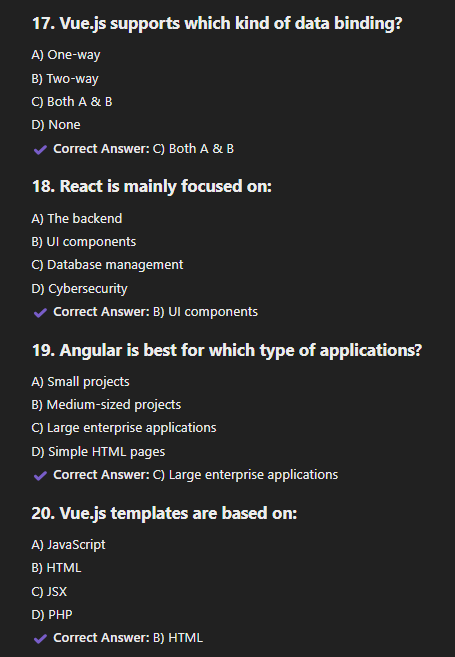 17. Vue.js supports which kind of data binding?
A) One-way
B) Two-way
C) Both A & B
D) None
✔ Correct Answer: C) Both A & B
18. React is mainly focused on:
A) The backend
B) UI components
C) Database management
D) Cybersecurity
✔ Correct Answer: B) UI components
19. Angular is best for which type of applications?
A) Small projects
B) Medium-sized projects
C) Large enterprise applications
D) Simple HTML pages
✔ Correct Answer: C) Large enterprise applications
20. Vue.js templates are based on:
A) JavaScript
B) HTML
C) JSX
D) PHP
✔ Correct Answer: B) HTML